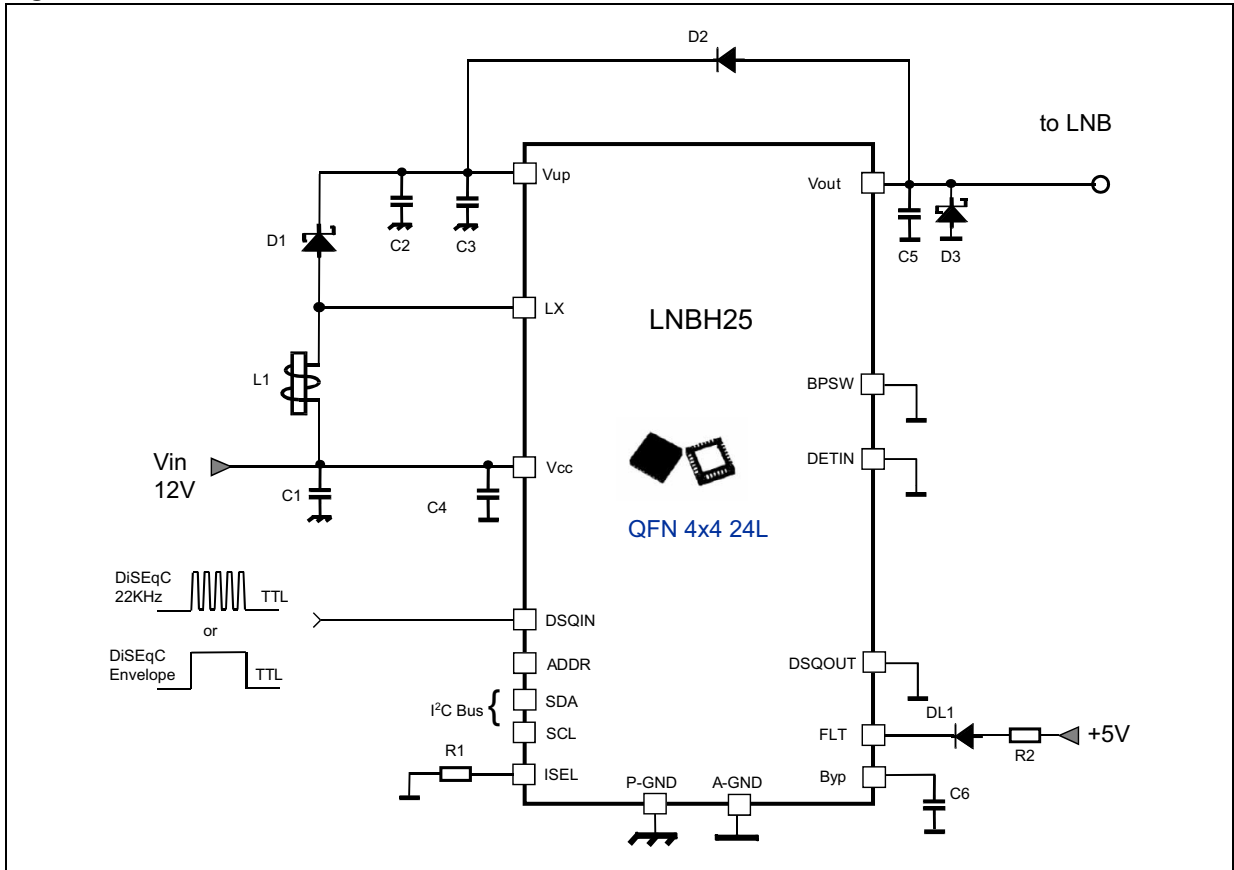 D2
to LNB
Vup
Vout
D1
C2
C3
C5
D3
LX
LNBH25
L1
BPSW
DETIN
Vin
12V
Vcc
C1
C4
QFN 4x4 24L
DiSEqC
22KHz
TTL
or
DiSEqC
Envelope
TTL
DSQIN
ADDR
DSQOUT
I²C Bus {
SDA
SCL
DL1
FLT
+5V
R2
R1
ISEL
P-GND
A-GND
Byp
C6